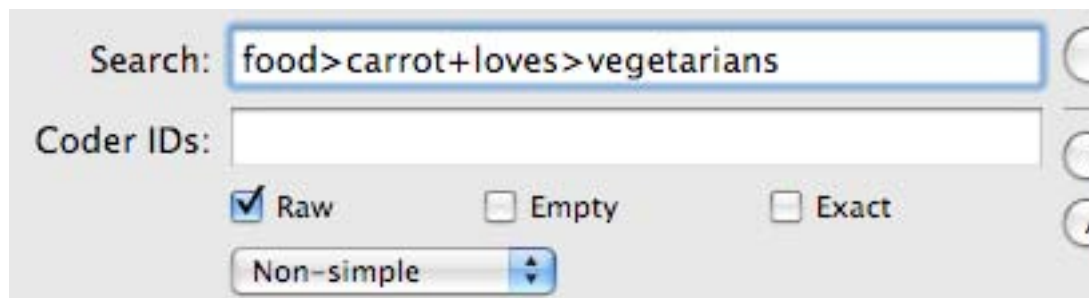 Search: food>carrot+loves>vegetarians
Coder IDs:
Raw Empty Exact
Non-simple